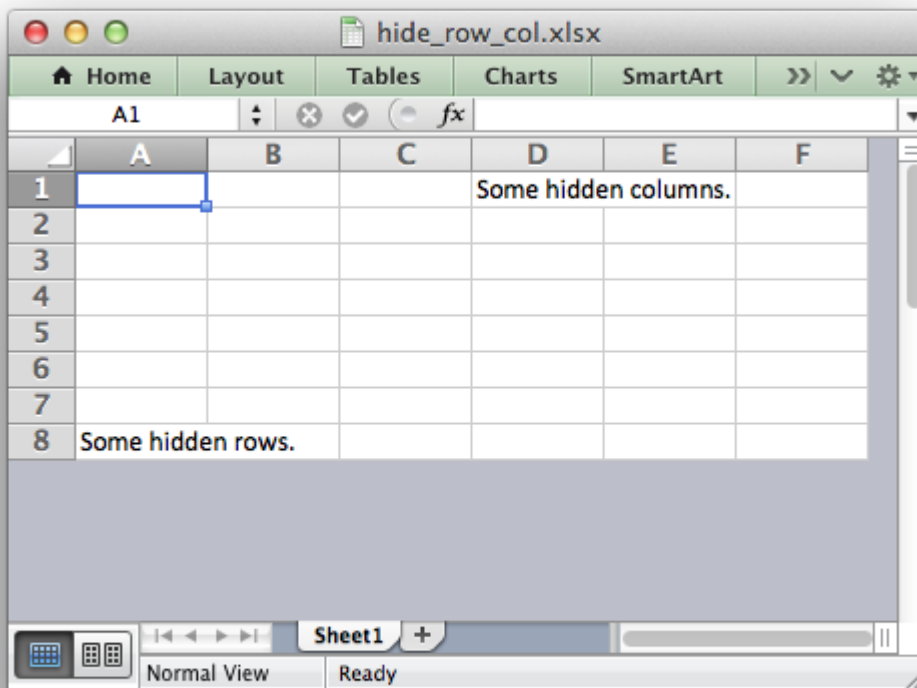 hide_row_col.xlsx
Home Layout Tables Charts SmartArt
A1 fx
A B C D E F
1 Some hidden columns.
2
3
4
5
6
7
8 Some hidden rows.
Sheet1
Normal View Ready